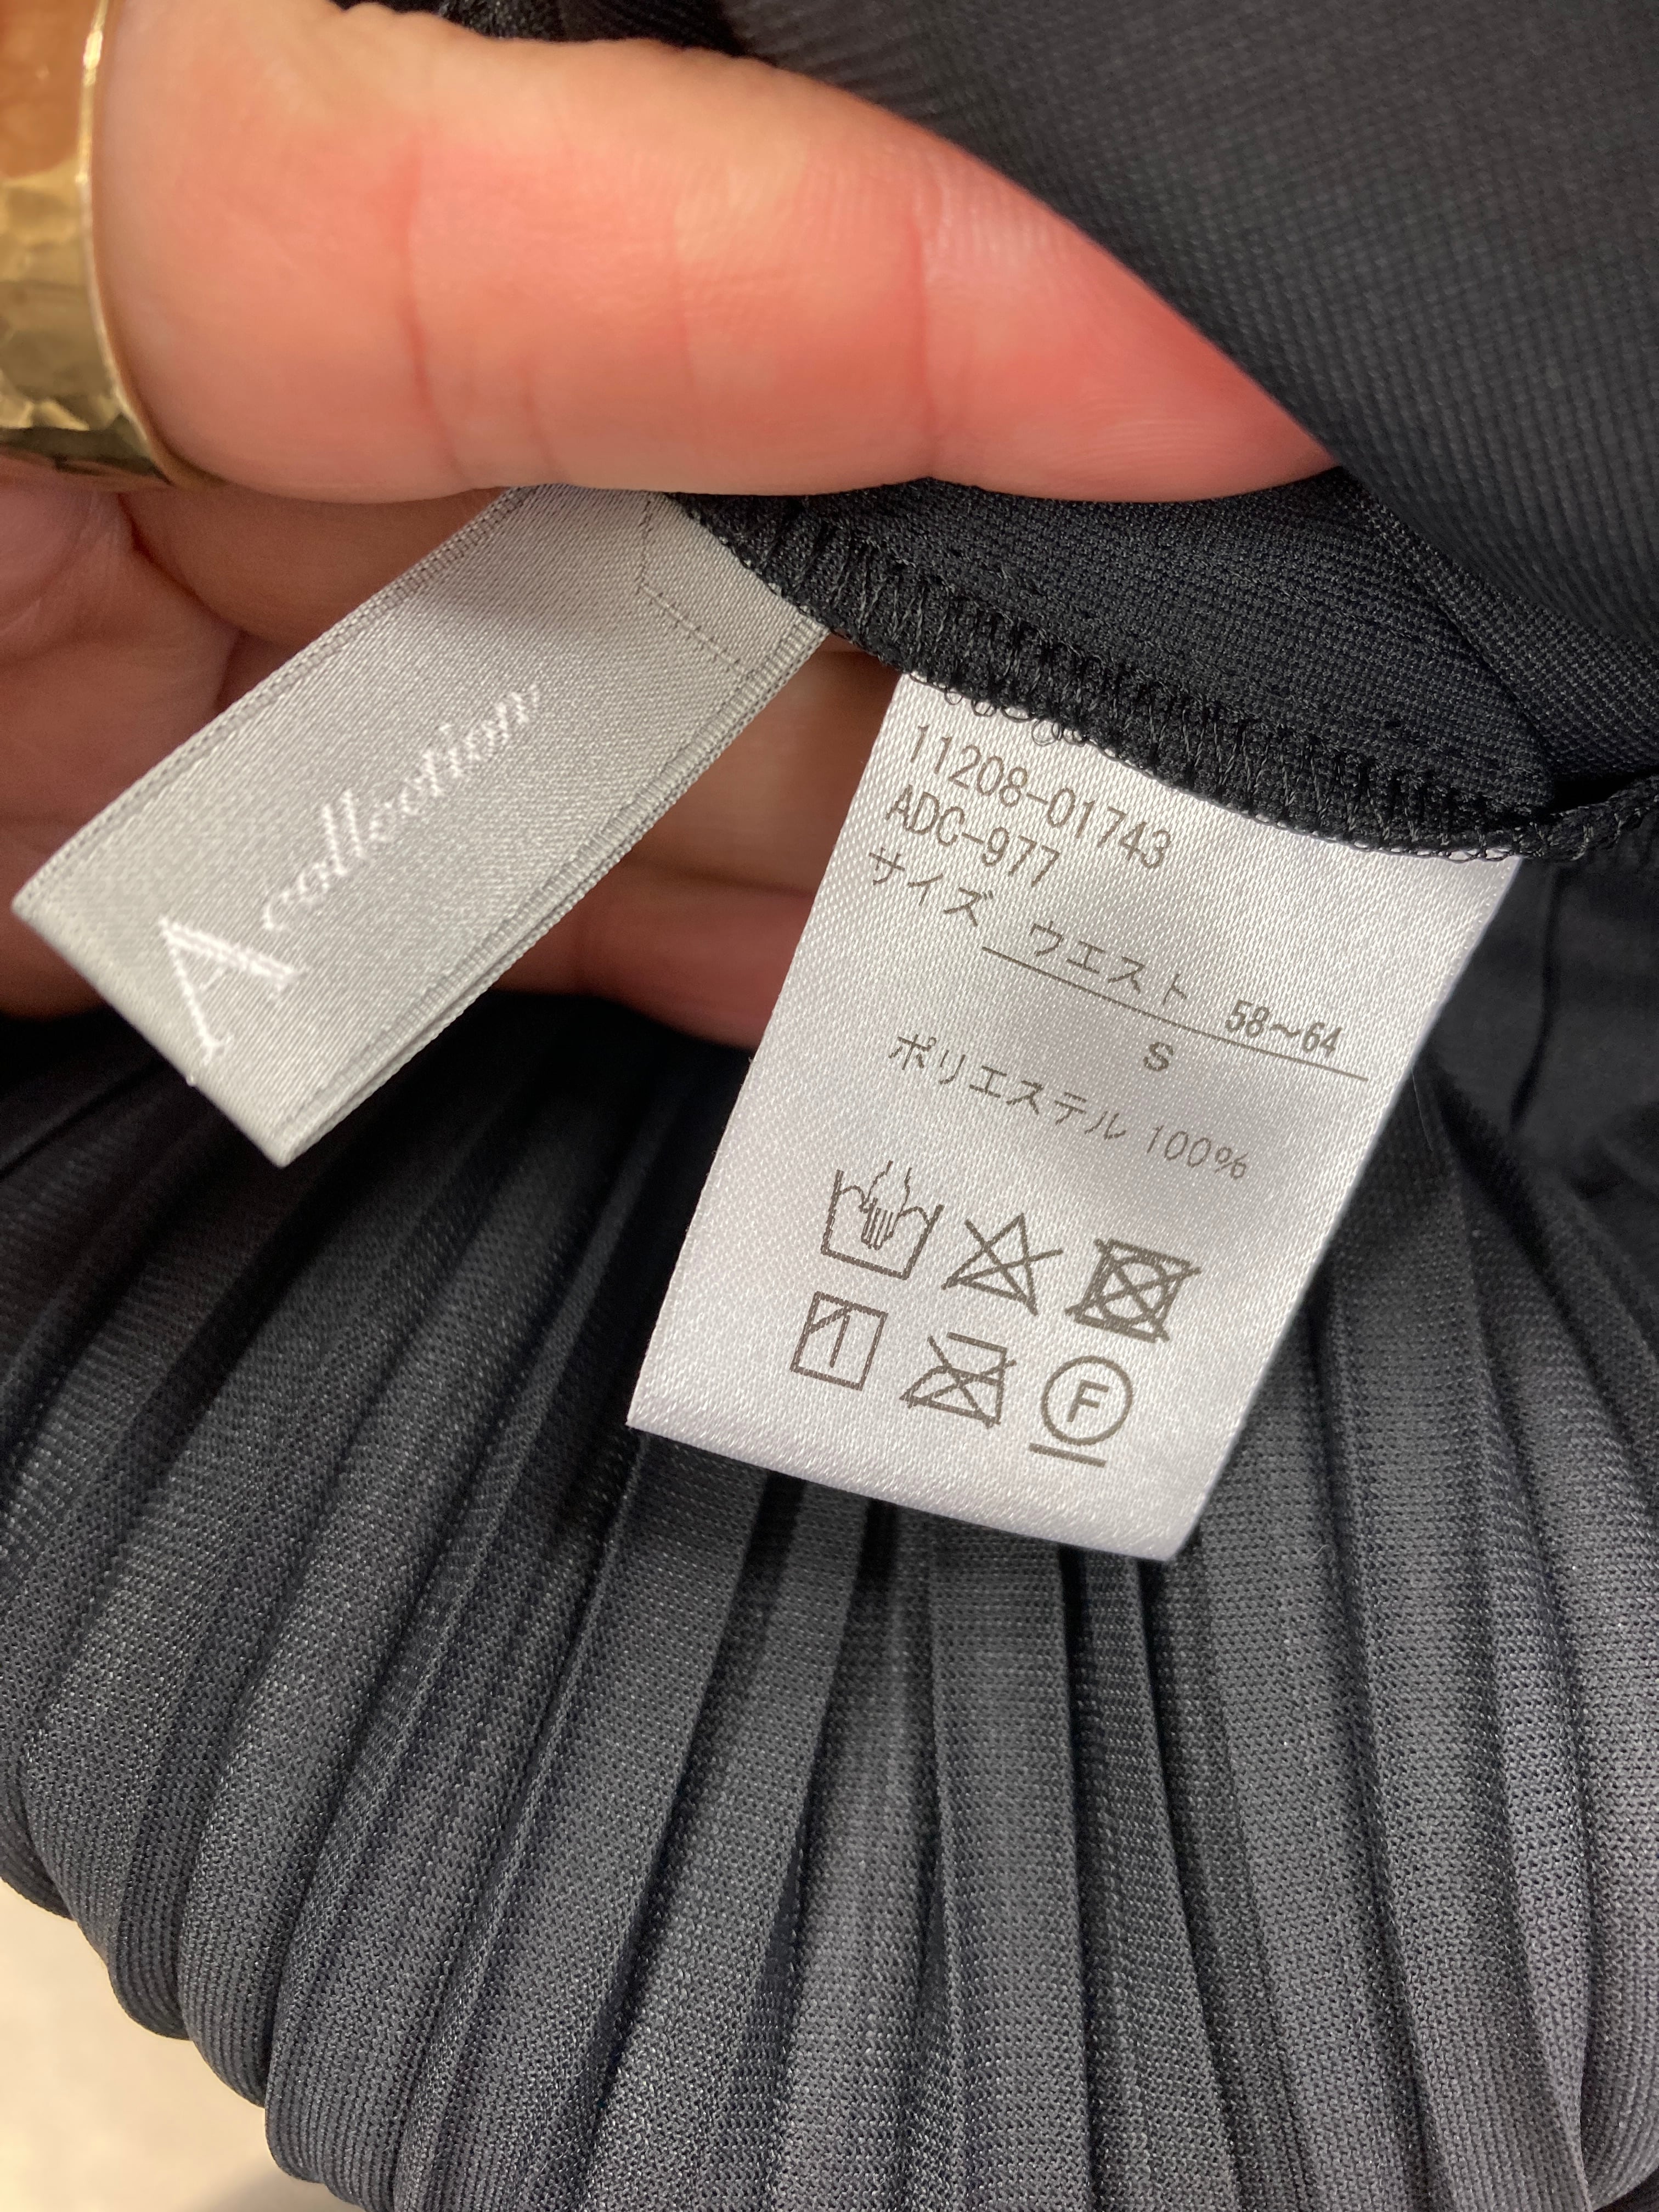 A collection
11208-01743
ADC-977
サイズ ウエスト 58～64
S
ポリエステル 100%
F